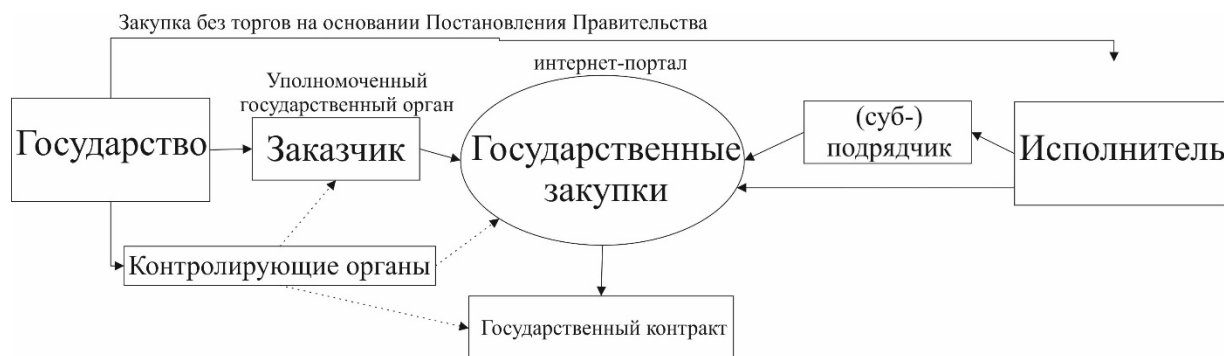 Закупка без торгов на основании Постановления Правительства
интернет-портал
Уполномоченный
государственный орган
Государство
Заказчик
Государственные
закупки
(суб-)
подрядчик
Исполнитель
Контролирующие органы
Государственный контракт